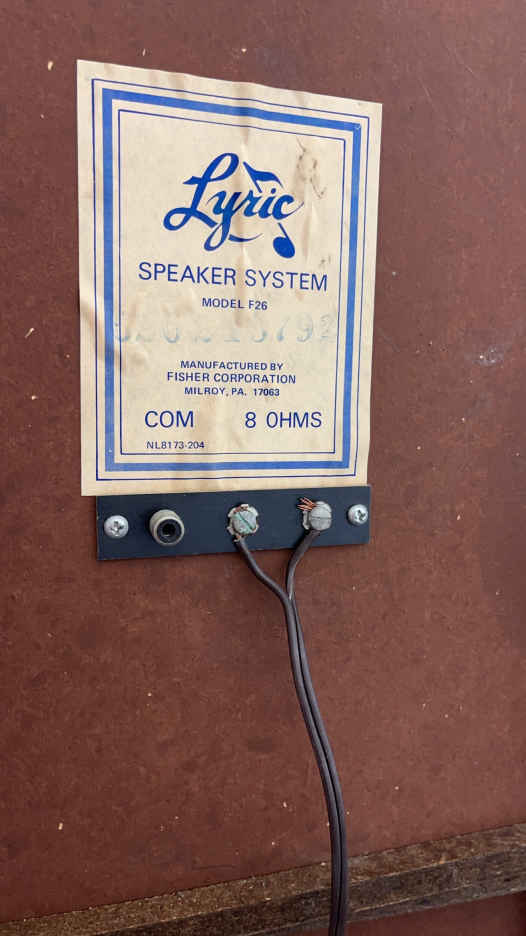 Lyric
SPEAKER SYSTEM
MODEL F26
MANUFACTURED BY
FISHER CORPORATION
MILROY, PA. 17063
COM 8 OHMS
NL8173-204